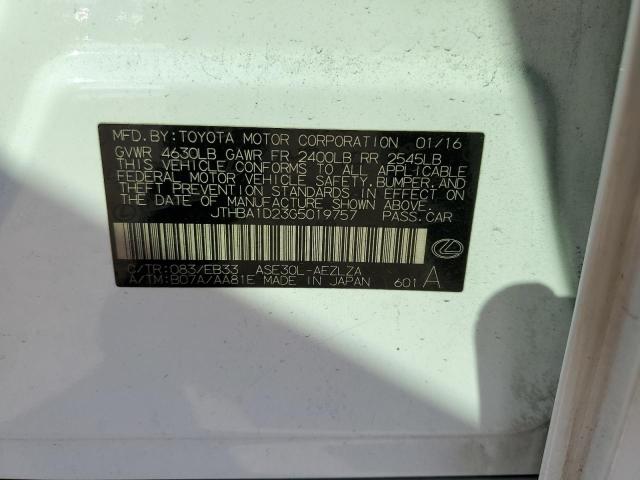 MFD.BY:TOYOTA MOTOR CORPORATION 01/16
GVWR 4630LB GAWR FR 2400LB RR 2545LB
THIS VEHICLE CONFORMS TO ALL APPLICABLE
FEDERAL MOTOR VEHICLE SAFETY,BUMPER,AND
THEFT PREVENTION STANDARDS IN EFFECT ON
THE DATE OF MANUFACTURE SHOWN ABOVE.
JTHBA1D23G5019757 PASS.CAR
C/TR:083/EB33 ASE30L-AEZLZA
A/TM:B07A/AA81E MADE IN JAPAN 601 A